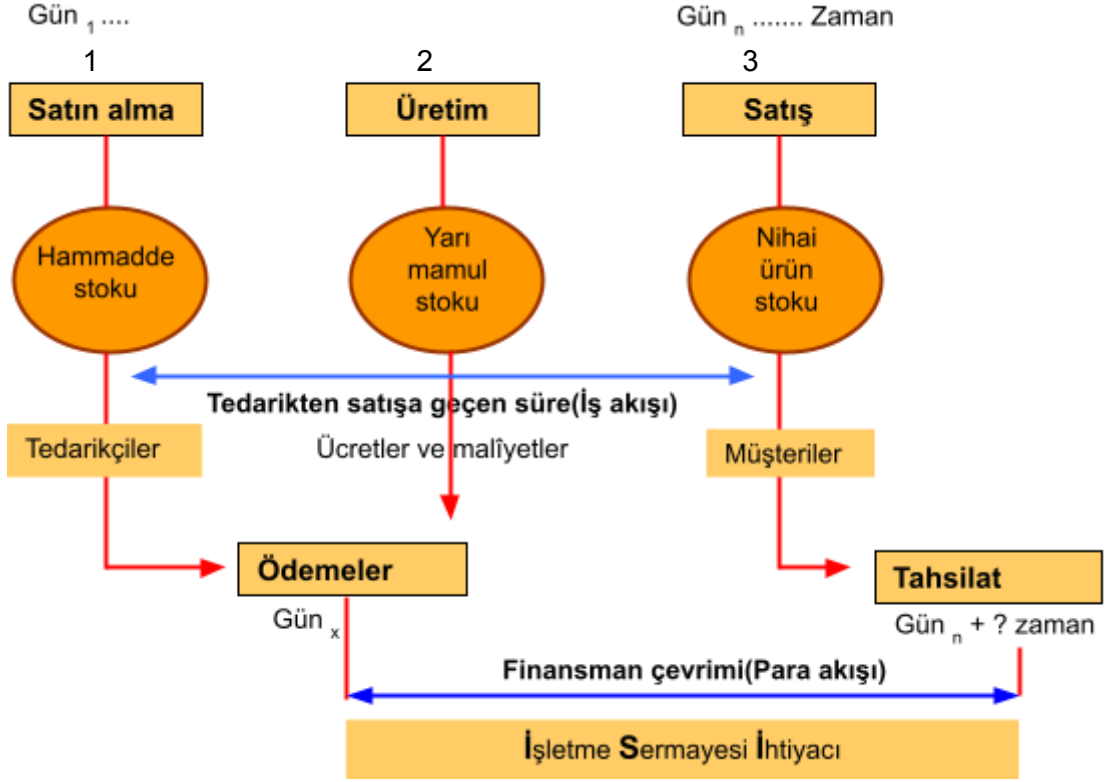 Gün 1 ....
Gün n ....... Zaman
1
2
3
Satın alma
Üretim
Satış
Hammadde
stoku
Yarı
mamul
stoku
Nihai
ürün
stoku
Tedarikten satışa geçen süre(İş akışı)
Tedarikçiler
Ücretler ve malîyetler
Müşteriler
Ödemeler
Tahsilat
Gün x
Gün n + ? zaman
Finansman çevrimi(Para akışı)
İşletme Sermayesi İhtiyacı